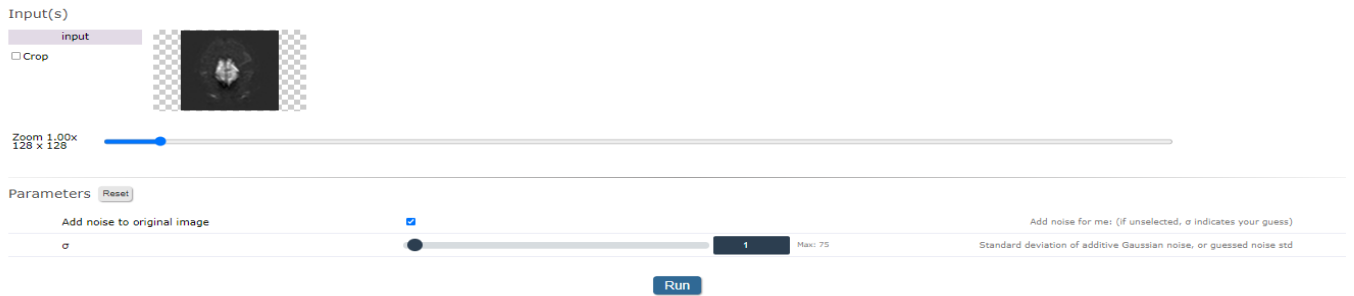 Input(s)
input
Crop
Zoom 1.00x
128 x 128
Parameters Reset
Add noise to original image Add noise for me: (if unselected, σ indicates your guess)
σ 1 Max: 75 Standard deviation of additive Gaussian noise, or guessed noise std
Run